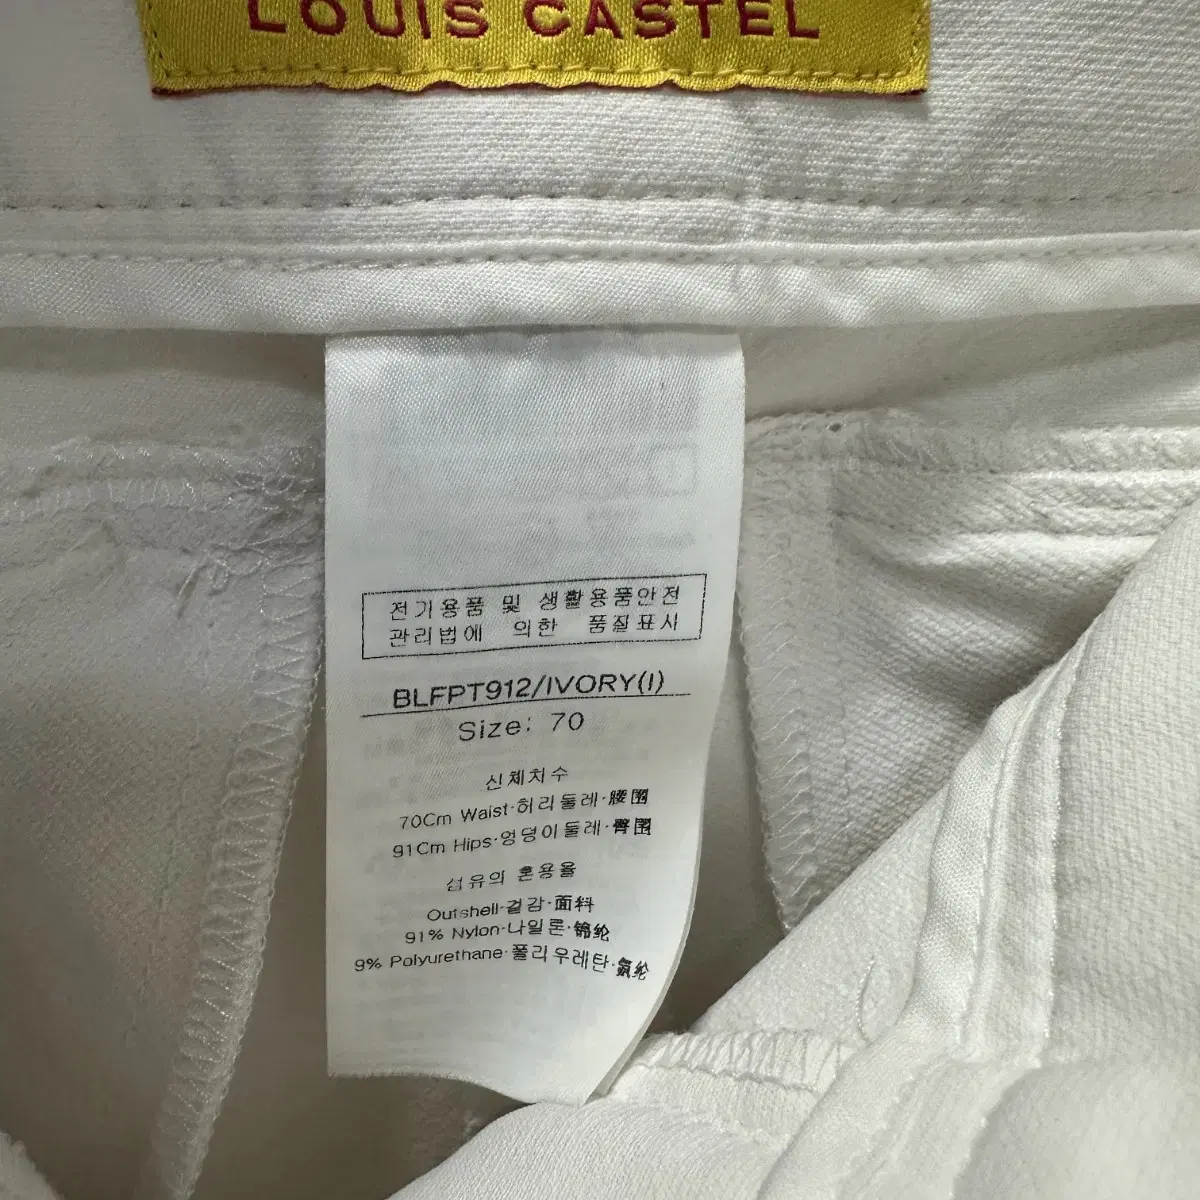 LOUIS CASTEL
전기용품 및 생활용품안전
관리법에 의한 품질표시
BLFPT912/IVORY(I)
Size: 70
신체치수
70Cm Waist·허리둘레·腰围
91Cm Hips·엉덩이둘레·臀围
섬유의 혼용율
Outshell·겉감·面料
91% Nylon·나일론·锦纶
9% Polyurethane·폴리우레탄·氨纶